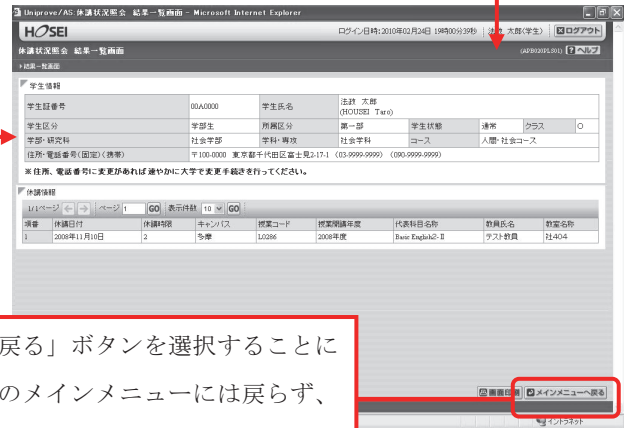 Uniprove/AS:休講状況照会 結果一覧画面 - Microsoft Internet Explorer
HOSEI
ログイン日時:2010年02月24日 19時00分39秒
太郎(学生)
ログアウト
休講状況照会 結果一覧画面
(APB020PLS01)
ヘルプ
結果一覧画面
学生情報
学生証番号 00A0000 学生氏名 法政 太郎
(HOUSEI Taro)
学生区分 学部生 所属区分 第一部 学生状態 通常 クラス O
学部・研究科 社会学部 学科・専攻 社会学科 コース 人間・社会コース
住所・電話番号(固定)(携帯) 〒100-0000 東京都千代田区富士見2-17-1 (03-9999-9999) (090-9999-9999)
※住所、電話番号に変更があれば速やかに大学で変更手続きを行ってください。
休講情報
1/1ページ ページ 1 GO 表示件数 10 GO
項番 休講日付 休講時限 キャンパス 授業コード 授業開講年度 代表科目名称 教員氏名 教室名称
1 2008年11月10日 2 多摩 L0286 2008年度 Basic English2-Ⅱ テスト教員 社404
戻る」ボタンを選択することに
のメインメニューには戻らず、
画面印刷
メインメニューへ戻る
イントラネット